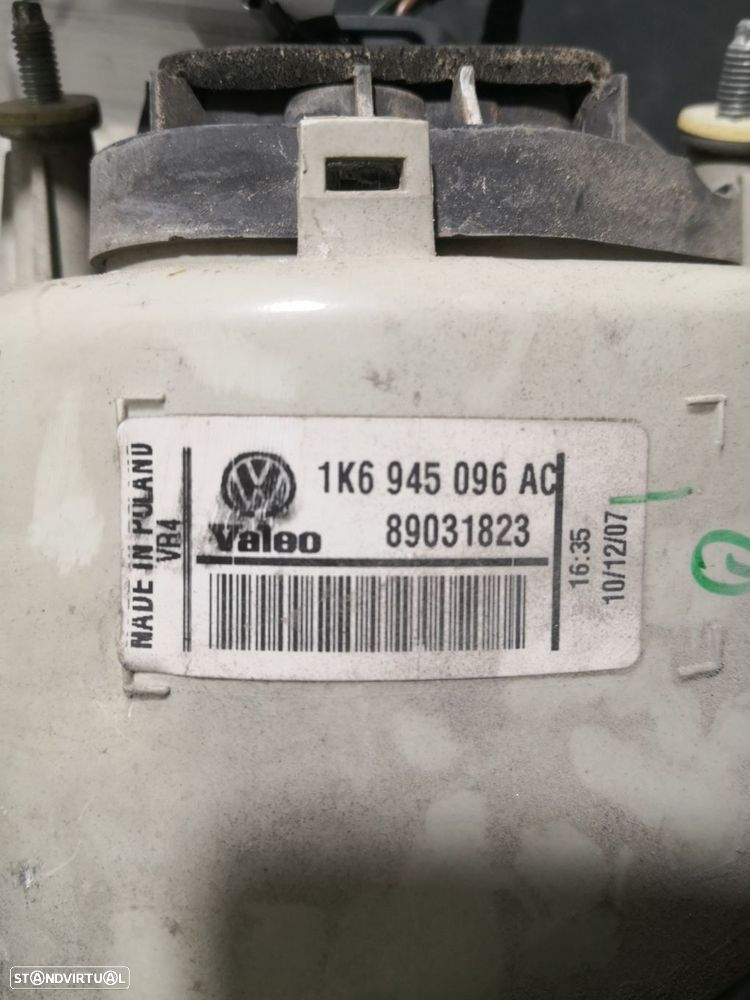 MADE IN POLAND
VR4
1K6 945 096 AC
Valeo 89031823
16:35
10/12/07
STANDVIRTUAL